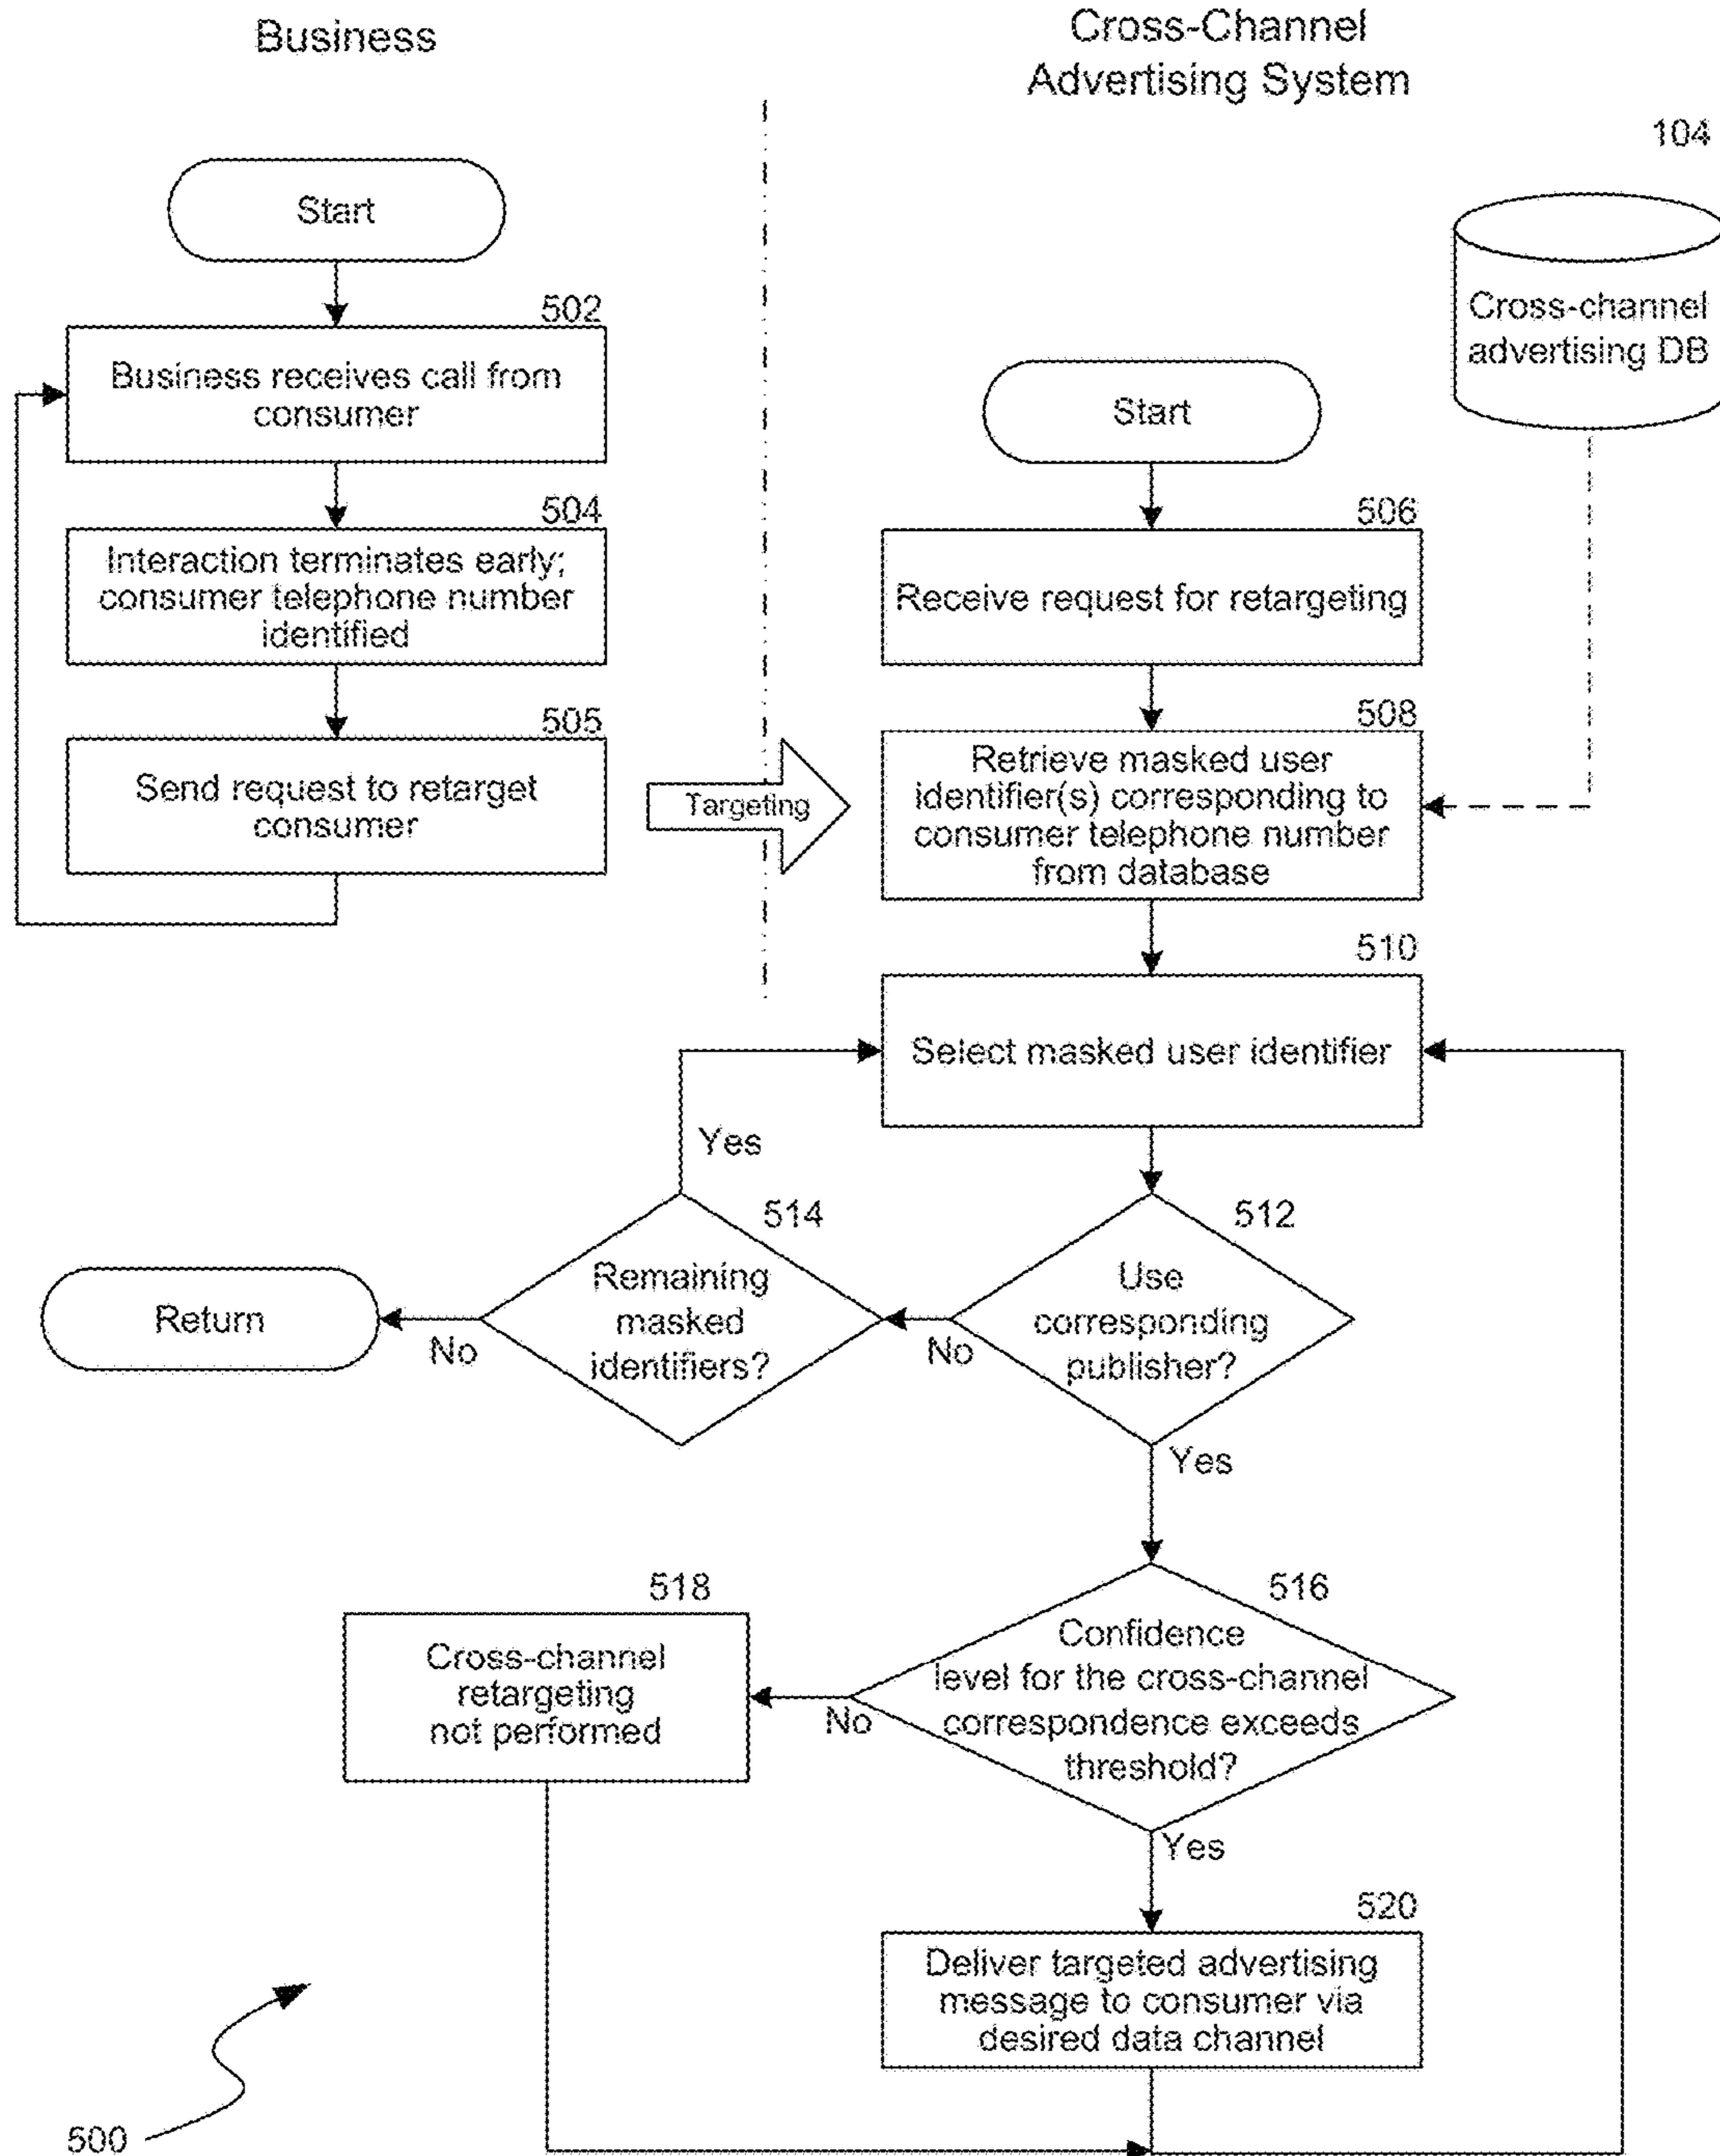 Business
Cross-Channel
Advertising System
104
Start
Cross-channel
advertising DB
502
Business receives call from
consumer
Start
504
Interaction terminates early;
consumer telephone number
identified
506
Receive request for retargeting
505
Send request to retarget
consumer
Targeting
508
Retrieve masked user
identifier(s) corresponding to
consumer telephone number
from database
510
Select masked user identifier
Yes
514
Remaining
masked
identifiers?
512
Use
corresponding
publisher?
Return
No
No
Yes
518
Cross-channel
retargeting
not performed
516
Confidence
level for the cross-channel
correspondence exceeds
threshold?
No
Yes
520
Deliver targeted advertising
message to consumer via
desired data channel
500